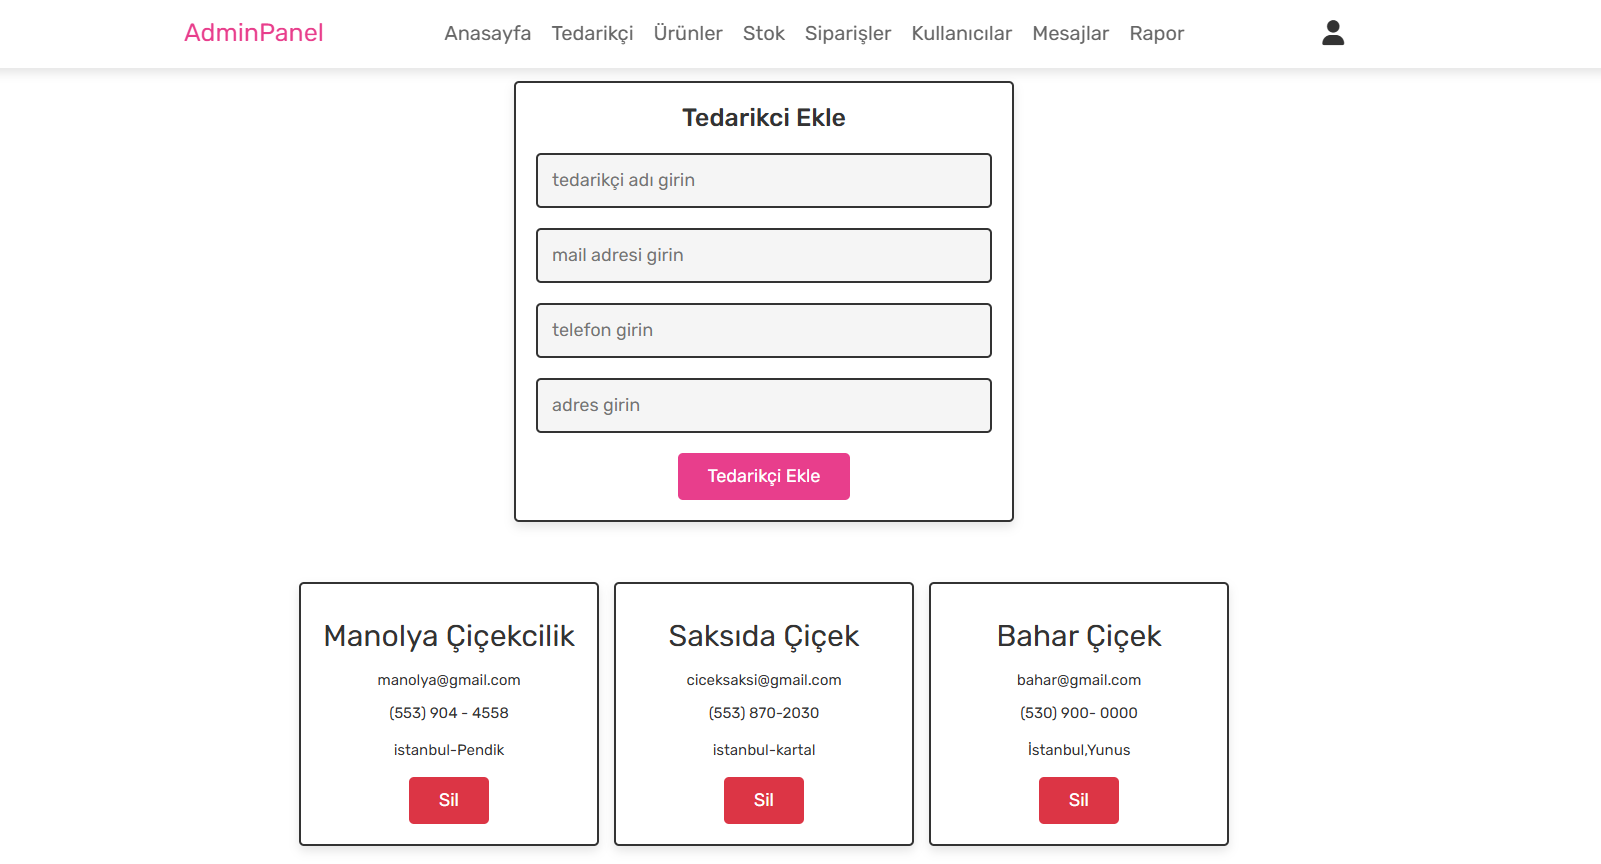 AdminPanel Anasayfa Tedarikçi Ürünler Stok Siparişler Kullanıcılar Mesajlar Rapor
Tedarikci Ekle
tedarikçi adı girin
mail adresi girin
telefon girin
adres girin
Tedarikçi Ekle
Manolya Çiçekcilik
manolya@gmail.com
(553) 904 - 4558
istanbul-Pendik
Sil
Saksıda Çiçek
ciceksaksi@gmail.com
(553) 870-2030
istanbul-kartal
Sil
Bahar Çiçek
bahar@gmail.com
(530) 900- 0000
İstanbul,Yunus
Sil